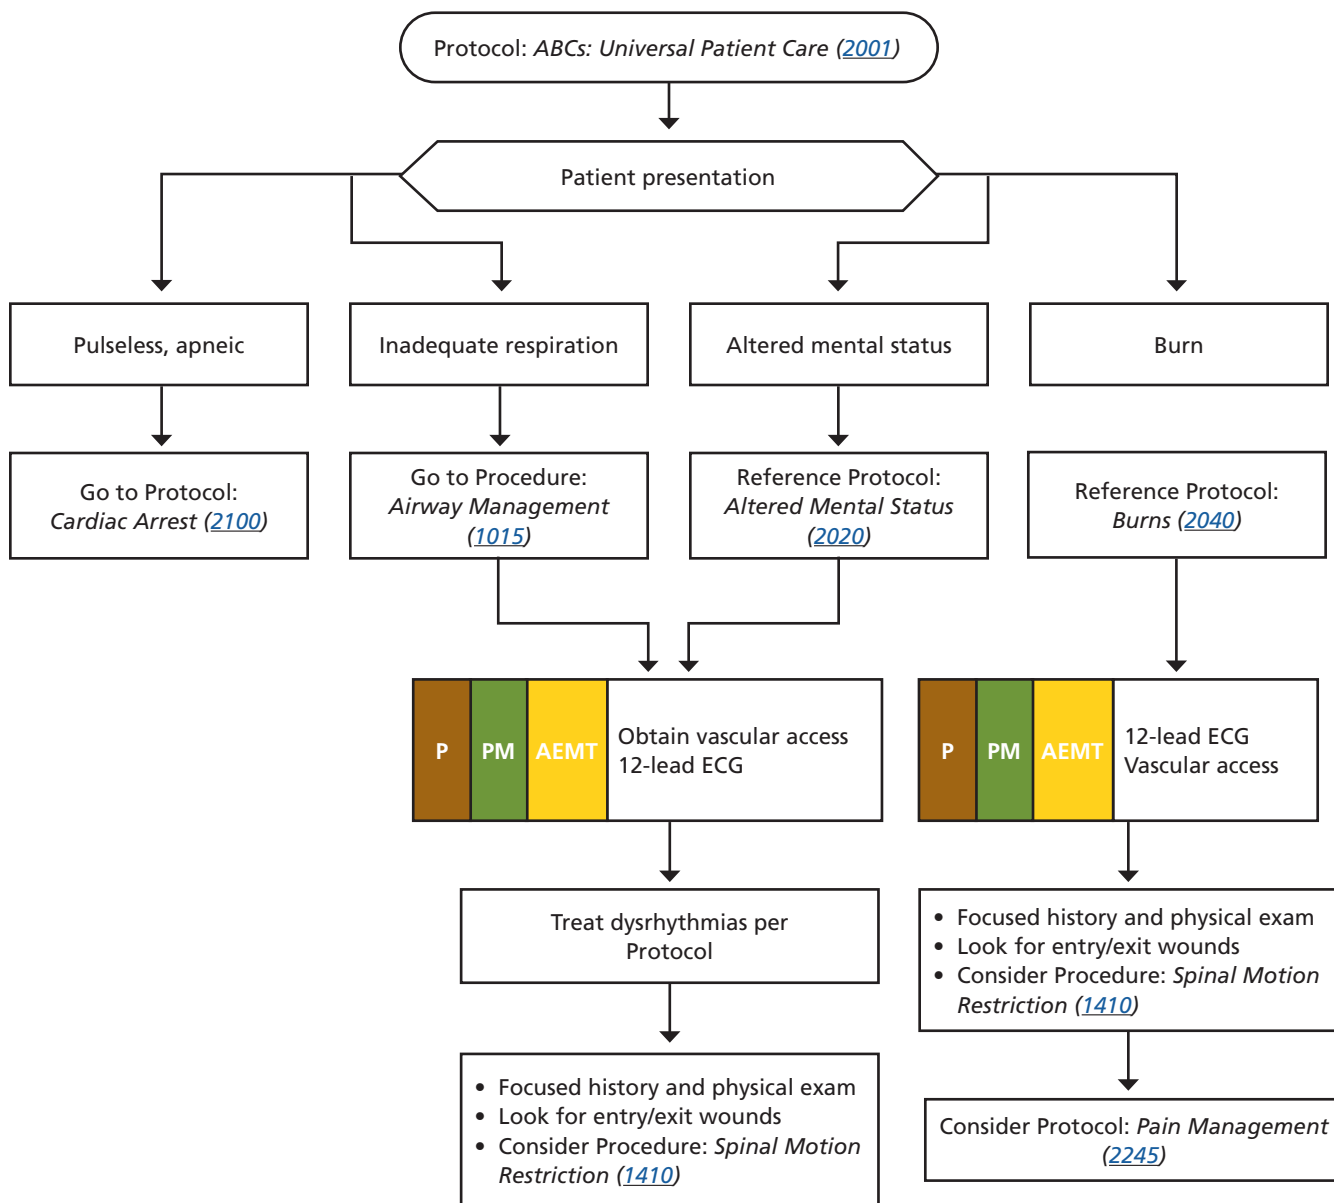 Protocol: ABCs: Universal Patient Care (2001)
Patient presentation
Pulseless, apneic
Inadequate respiration
Altered mental status
Burn
Go to Protocol:
Cardiac Arrest (2100)
Go to Procedure:
Airway Management
(1015)
Reference Protocol:
Altered Mental Status
(2020)
Reference Protocol:
Burns (2040)
P
PM
AEMT
Obtain vascular access
12-lead ECG
P
PM
AEMT
12-lead ECG
Vascular access
Treat dysrhythmias per
Protocol
• Focused history and physical exam
• Look for entry/exit wounds
• Consider Procedure: Spinal Motion
Restriction (1410)
• Focused history and physical exam
• Look for entry/exit wounds
• Consider Procedure: Spinal Motion
Restriction (1410)
Consider Protocol: Pain Management
(2245)